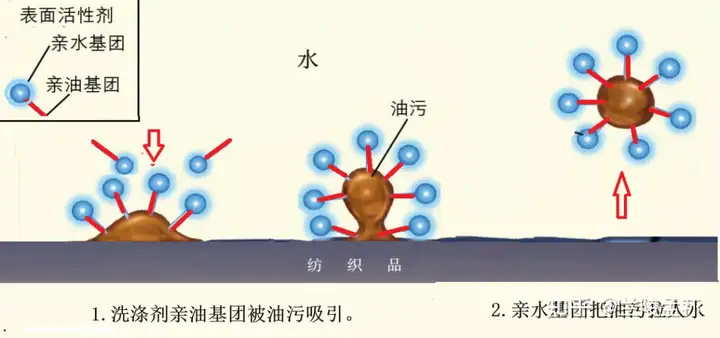 表面活性剂
亲水基团
亲油基团
水
油污
纺织品
1.洗涤剂亲油基团被油污吸引。
2.亲水基团把油污拉入水